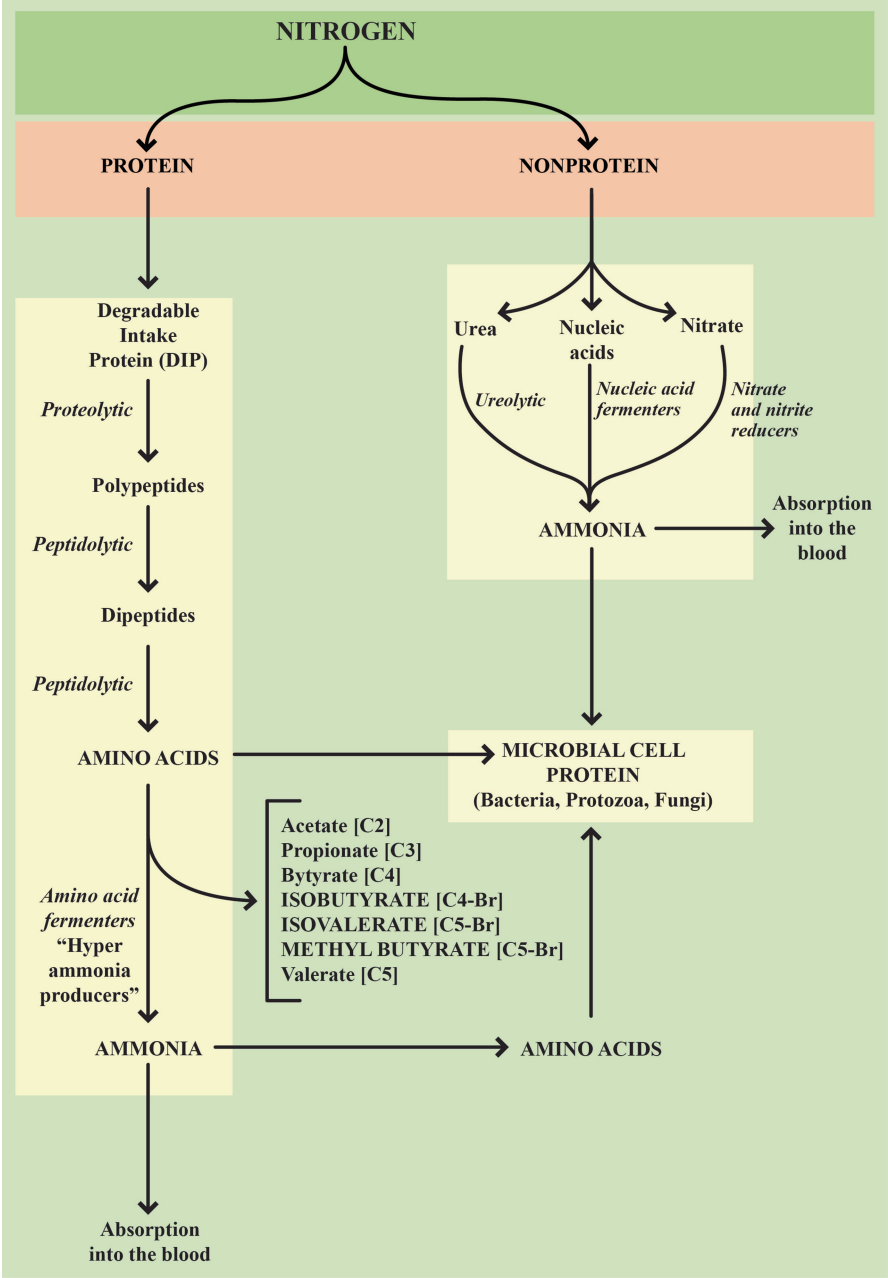 NITROGEN
PROTEIN
NONPROTEIN
Degradable
Intake
Protein (DIP)
Proteolytic
Polypeptides
Peptidolytic
Dipeptides
Peptidolytic
AMINO ACIDS
Amino acid
fermenters
“Hyper
ammonia
producers”
AMMONIA
Absorption
into the blood
Acetate [C2]
Propionate [C3]
Bytyrate [C4]
ISOBUTYRATE [C4-Br]
ISOVALERATE [C5-Br]
METHYL BUTYRATE [C5-Br]
Valerate [C5]
Urea
Nucleic
acids
Nitrate
Ureolytic
Nucleic acid
fermenters
Nitrate
and nitrite
reducers
AMMONIA
Absorption
into the
blood
MICROBIAL CELL
PROTEIN
(Bacteria, Protozoa, Fungi)
AMINO ACIDS